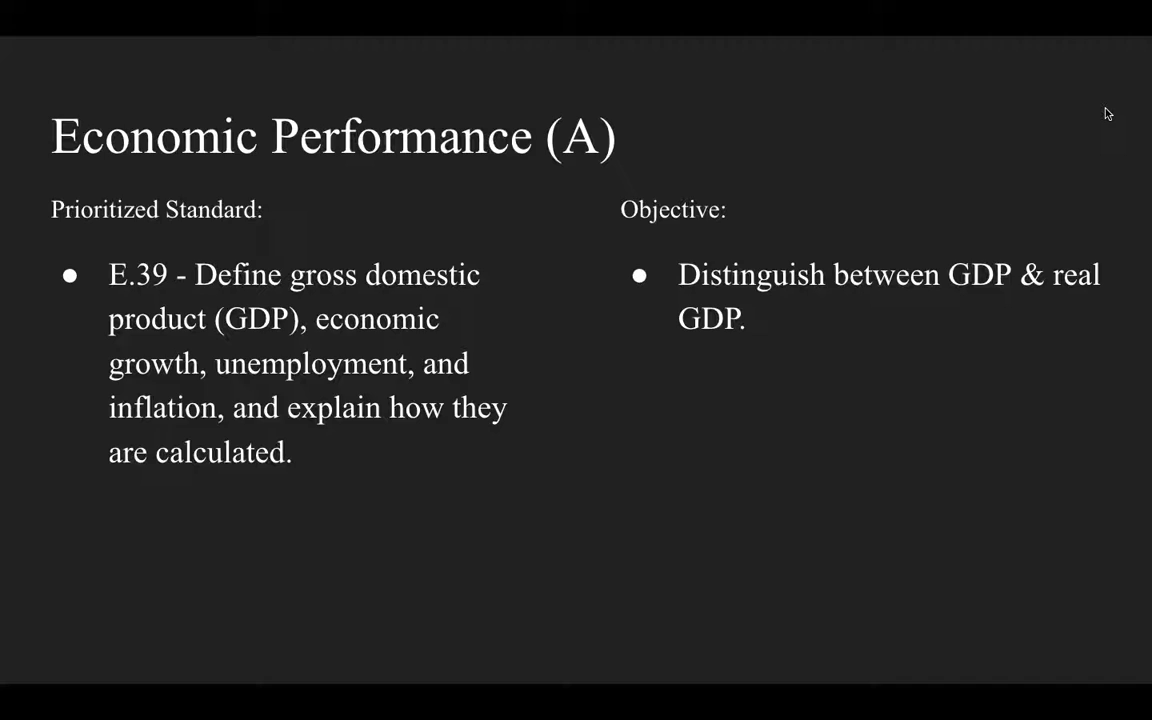 Economic Performance (A)
Prioritized Standard:
● E.39 - Define gross domestic
product (GDP), economic
growth, unemployment, and
inflation, and explain how they
are calculated.
Objective:
● Distinguish between GDP & real
GDP.